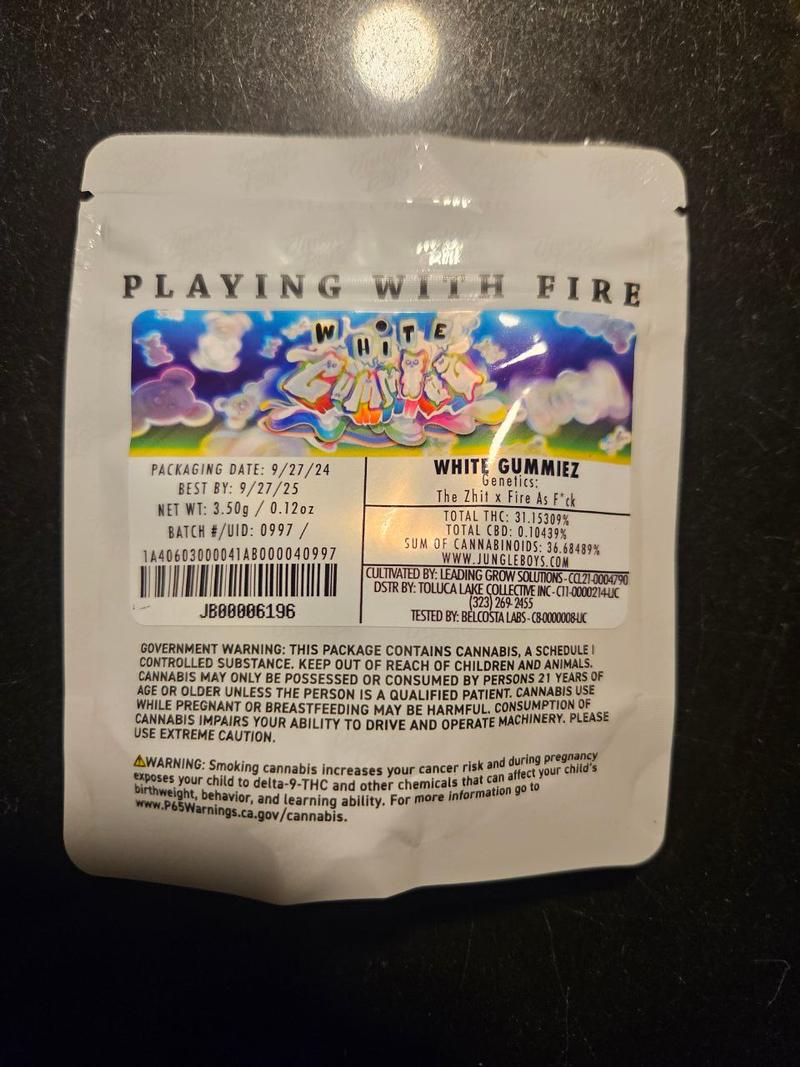 PLAYING WITH FIRE
WHITE
GUMMIEZ
PACKAGING DATE: 9/27/24
BEST BY: 9/27/25
NET WT: 3.50g / 0.12oz
BATCH #/UID: 0997 /
1A40603000041AB000040997
JB00006196
WHITE GUMMIEZ
Genetics:
The Zhit x Fire As F*ck
TOTAL THC: 31.15309%
TOTAL CBD: 0.10439%
SUM OF CANNABINOIDS: 36.68489%
WWW.JUNGLEBOYS.COM
CULTIVATED BY: LEADING GROW SOLUTIONS - CCL21-0004790
DSTR BY: TOLUCA LAKE COLLECTIVE INC - C11-0000214-LIC
(323) 269-2455
TESTED BY: BELCOSTA LABS - C8-0000008-LIC
GOVERNMENT WARNING: THIS PACKAGE CONTAINS CANNABIS, A SCHEDULE I
CONTROLLED SUBSTANCE. KEEP OUT OF REACH OF CHILDREN AND ANIMALS.
CANNABIS MAY ONLY BE POSSESSED OR CONSUMED BY PERSONS 21 YEARS OF
AGE OR OLDER UNLESS THE PERSON IS A QUALIFIED PATIENT. CANNABIS USE
WHILE PREGNANT OR BREASTFEEDING MAY BE HARMFUL. CONSUMPTION OF
CANNABIS IMPAIRS YOUR ABILITY TO DRIVE AND OPERATE MACHINERY. PLEASE
USE EXTREME CAUTION.
⚠WARNING: Smoking cannabis increases your cancer risk and during pregnancy
exposes your child to delta-9-THC and other chemicals that can affect your child's
birthweight, behavior, and learning ability. For more information go to
www.P65Warnings.ca.gov/cannabis.